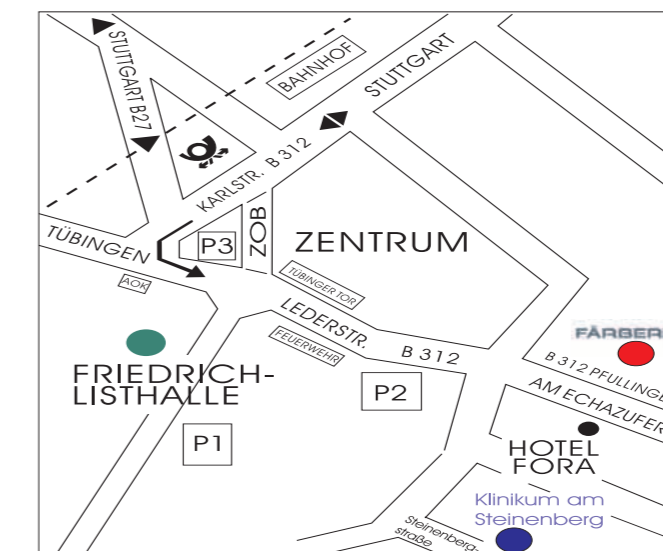 STUTTGART B27
BAHNHOF
STUTTGART
KARLSTR. B 312
TÜBINGEN
P3
ZOB
ZENTRUM
AOK
TÜBINGER TOR
LEDERSTR.
B 312
FEUERWEHR
FÄRBER
B 312 PFULLINGE
AM ECHAZUFER
FRIEDRICH-
LISTHALLE
P2
P1
HOTEL
FORA
Klinikum am
Steinenberg
Steinenberg-
straße